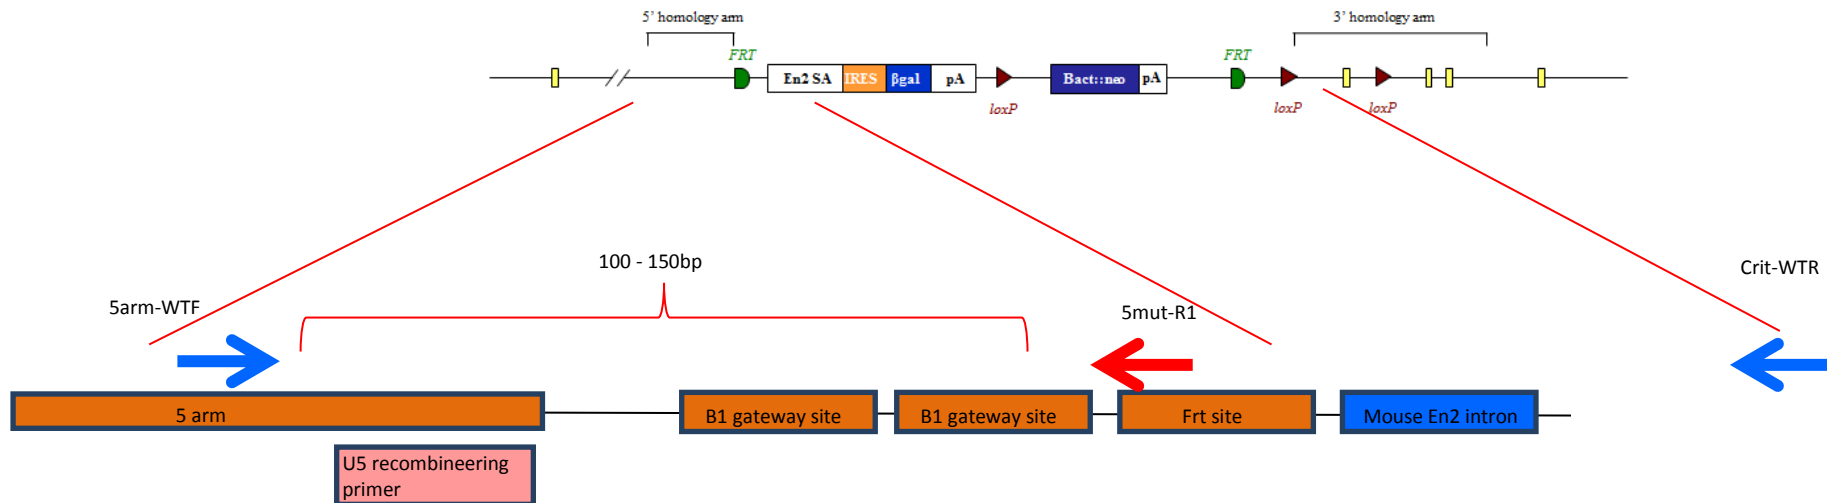 5' homology arm
3' homology arm
FRT
FRT
En2 SA
IRES
βgal
pA
Bact::neo
pA
loxP
loxP
loxP
100 - 150bp
Crit-WTR
5arm-WTF
5mut-R1
5 arm
B1 gateway site
B1 gateway site
Frt site
Mouse En2 intron
U5 recombineering
primer